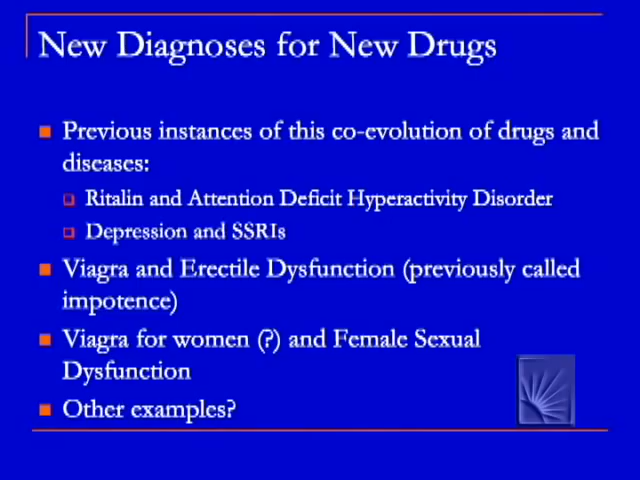 New Diagnoses for New Drugs
Previous instances of this co-evolution of drugs and
diseases:
Ritalin and Attention Deficit Hyperactivity Disorder
Depression and SSRIs
Viagra and Erectile Dysfunction (previously called
impotence)
Viagra for women (?) and Female Sexual
Dysfunction
Other examples?